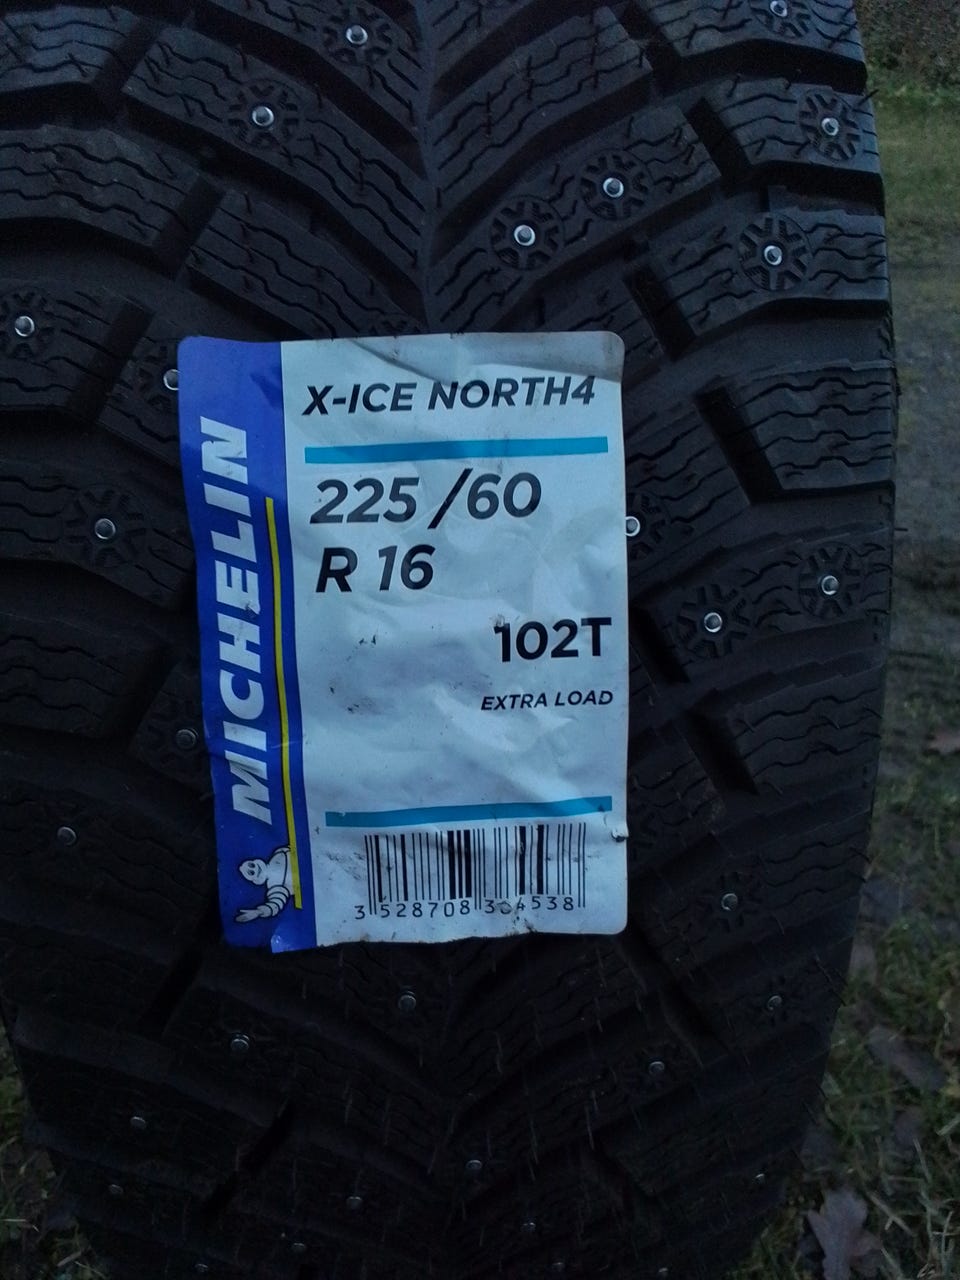 MICHELIN
X-ICE NORTH4
225/60
R 16
102T
EXTRA LOAD